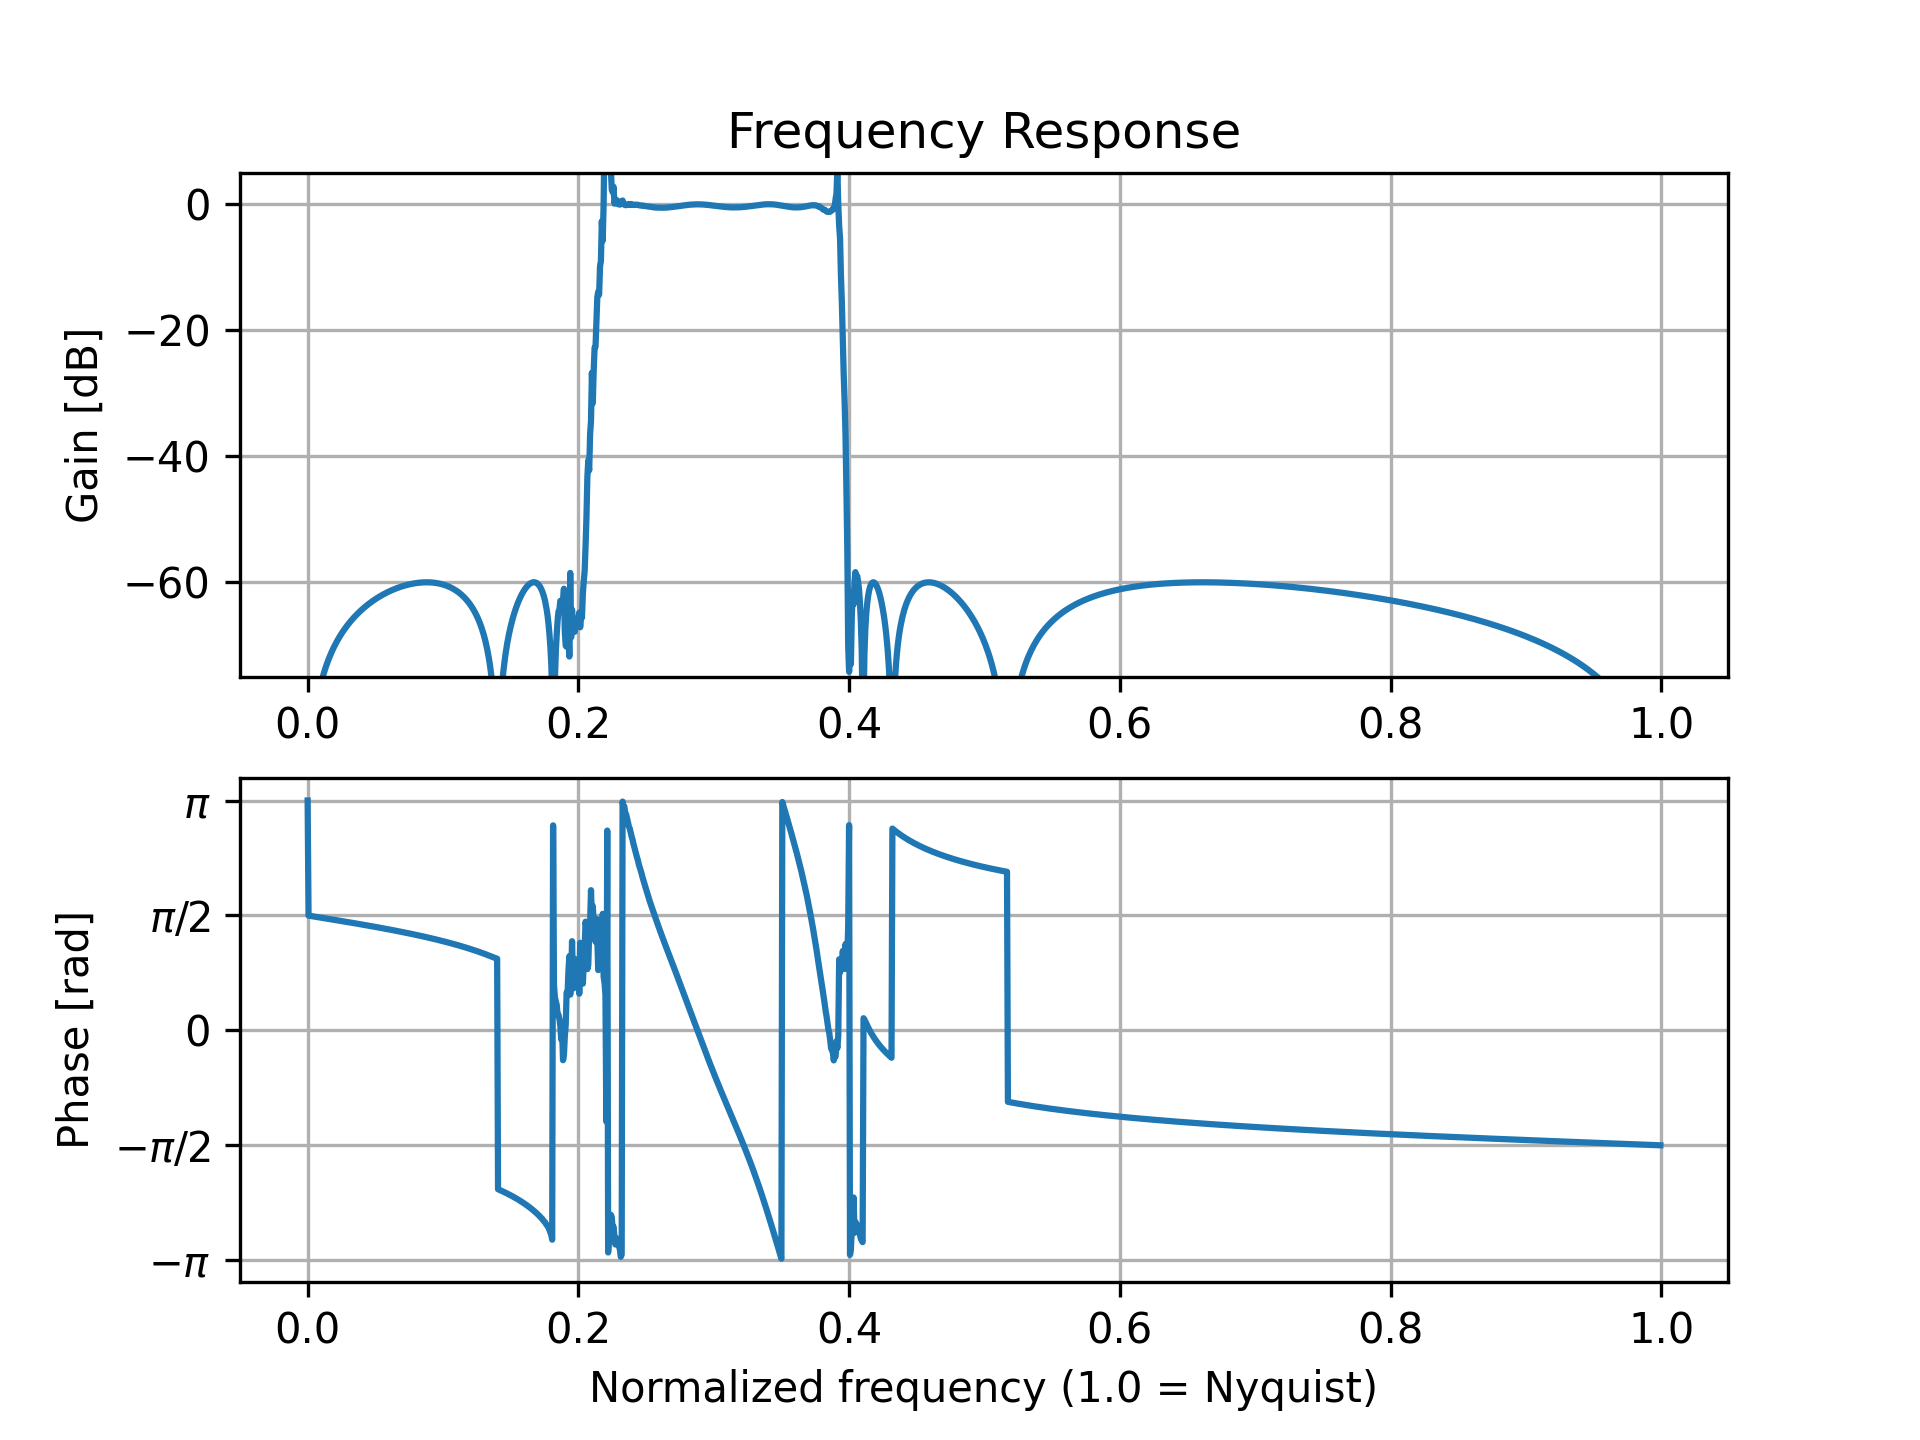 Frequency Response
Gain [dB]
0
−20
−40
−60
0.0 0.2 0.4 0.6 0.8 1.0
Phase [rad]
π
π/2
0
−π/2
−π
0.0 0.2 0.4 0.6 0.8 1.0
Normalized frequency (1.0 = Nyquist)